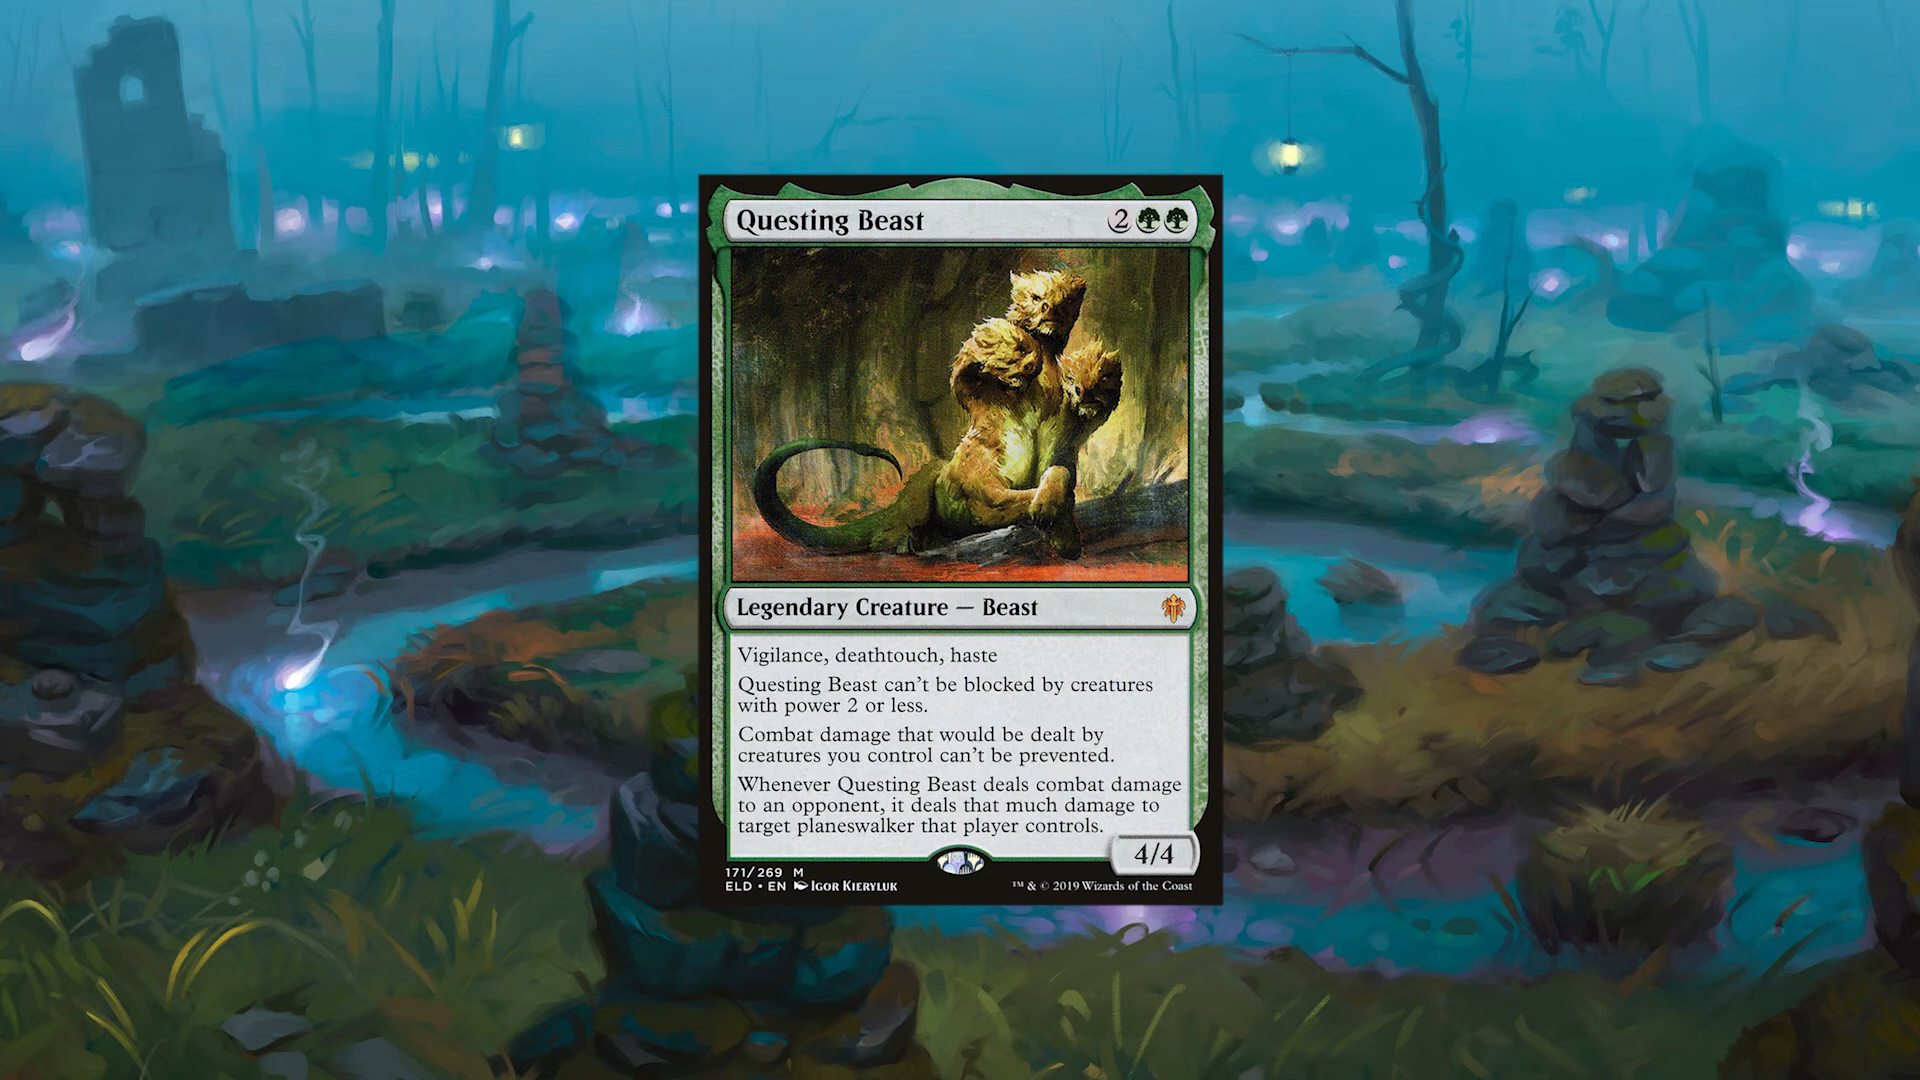 Questing Beast 2
Legendary Creature — Beast
Vigilance, deathtouch, haste
Questing Beast can't be blocked by creatures
with power 2 or less.
Combat damage that would be dealt by
creatures you control can't be prevented.
Whenever Questing Beast deals combat damage
to an opponent, it deals that much damage to
target planeswalker that player controls.
4/4
171/269 M
ELD • EN Igor Kieryluk
™ & © 2019 Wizards of the Coast